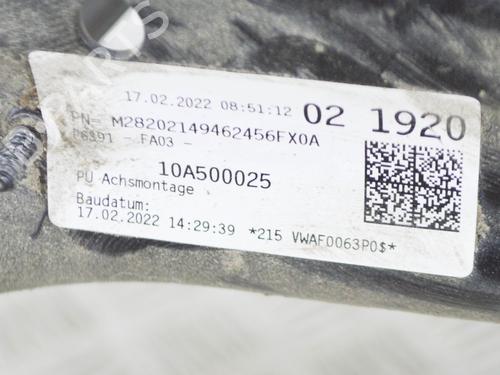 17.02.2022 08:51:12 02 1920
PN- M28202149462456FX0A
P6391 - FA03 -
10A500025
PU Achsmontage
Baudatum:
17.02.2022 14:29:39 *215 VWAF0063P0$*